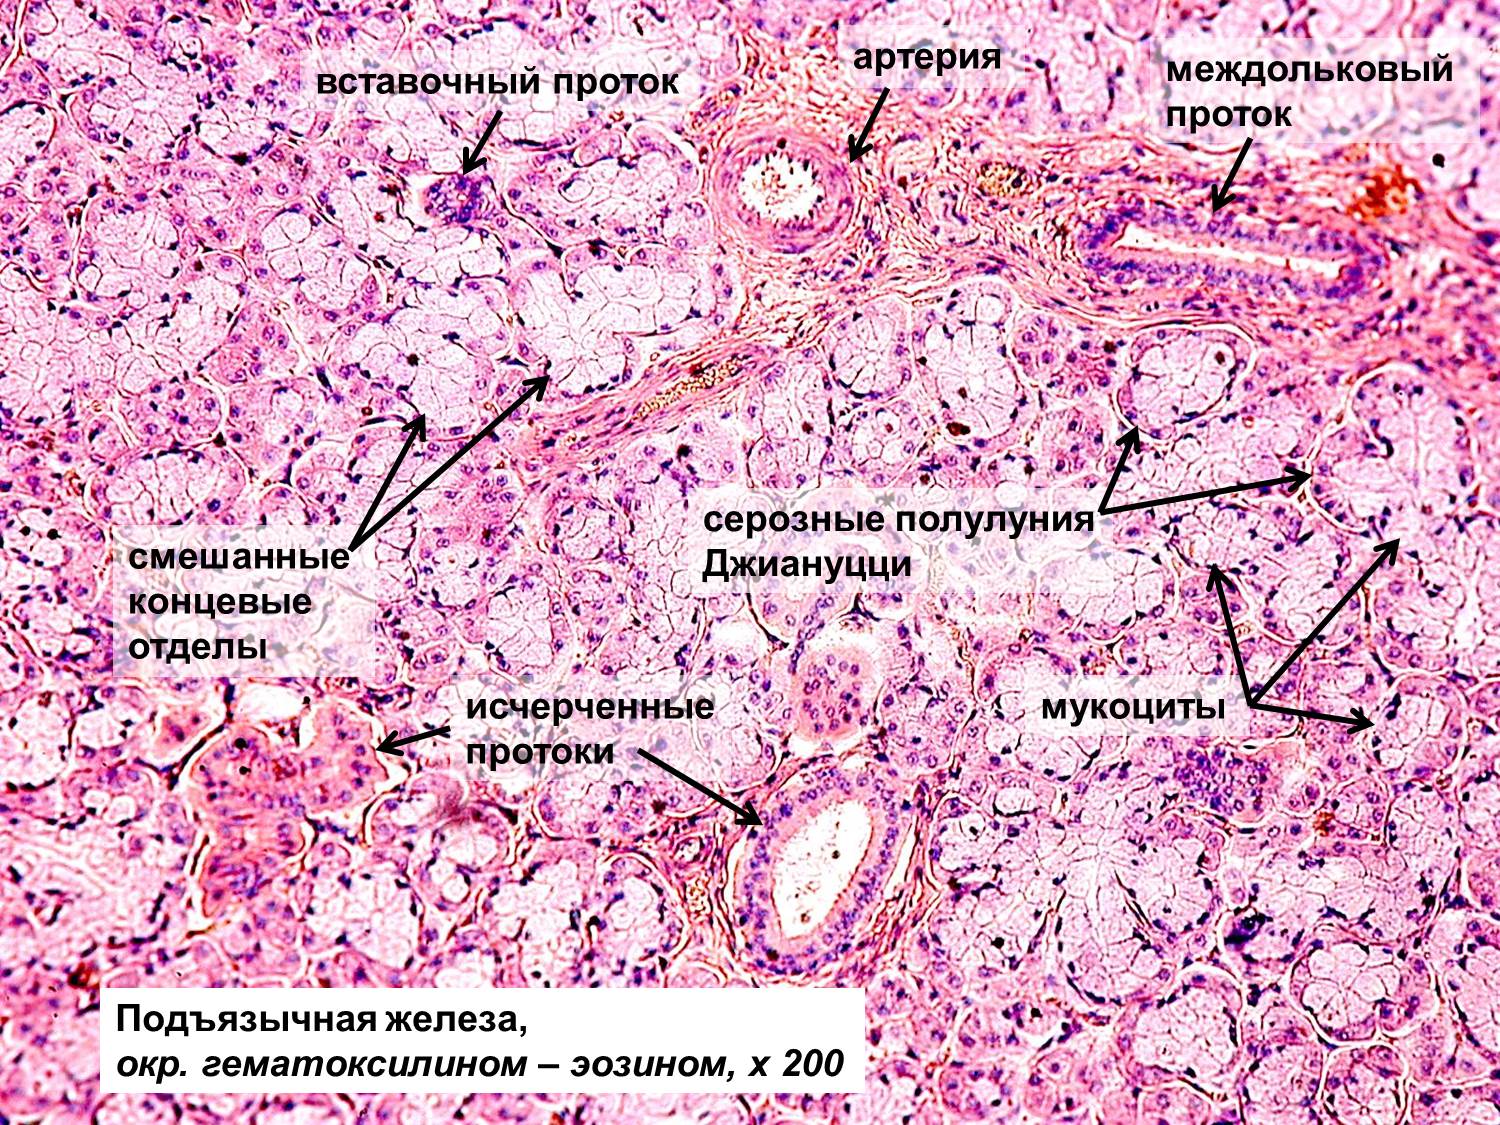 вставочный проток
артерия
междольковый
проток
смешанные
концевые
отделы
серозные полулуния
Джиануцци
исчерченные
протоки
мукоциты
Подъязычная железа,
окр. гематоксилином – эозином, х 200